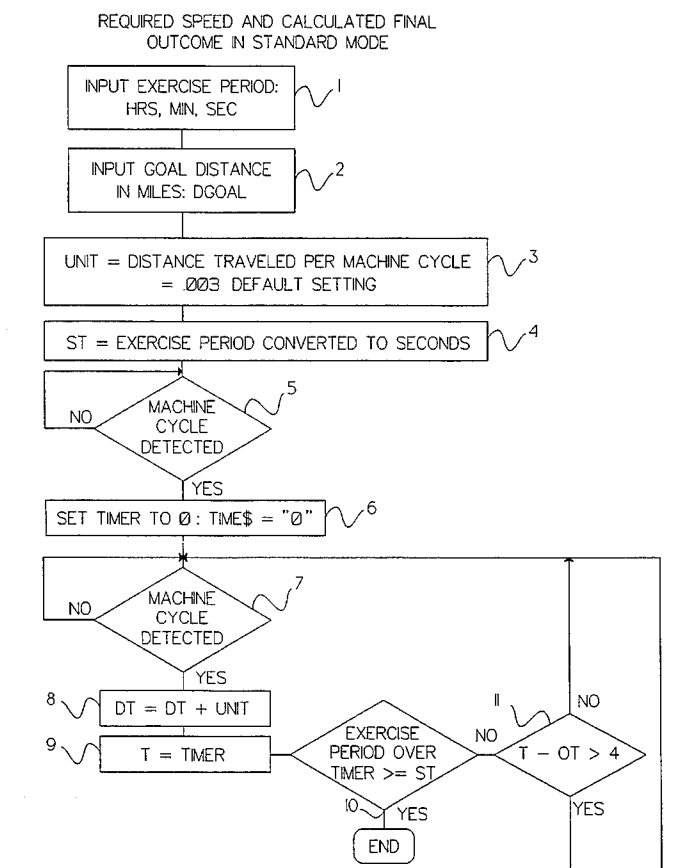 REQUIRED SPEED AND CALCULATED FINAL
OUTCOME IN STANDARD MODE
INPUT EXERCISE PERIOD:
HRS, MIN, SEC
1
INPUT GOAL DISTANCE
IN MILES: DGOAL
2
UNIT = DISTANCE TRAVELED PER MACHINE CYCLE
= .003 DEFAULT SETTING
3
ST = EXERCISE PERIOD CONVERTED TO SECONDS
4
5
MACHINE
CYCLE
DETECTED
NO
YES
SET TIMER TO 0: TIME$ = "0"
6
7
MACHINE
CYCLE
DETECTED
NO
YES
8
DT = DT + UNIT
9
T = TIMER
EXERCISE
PERIOD OVER
TIMER >= ST
NO
10
YES
END
11
NO
T - OT > 4
YES